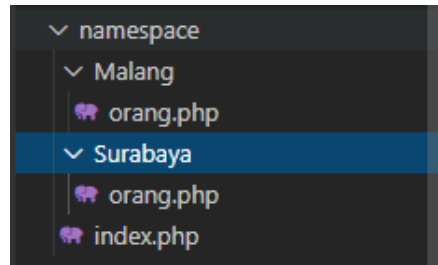 namespace
Malang
orang.php
Surabaya
orang.php
index.php